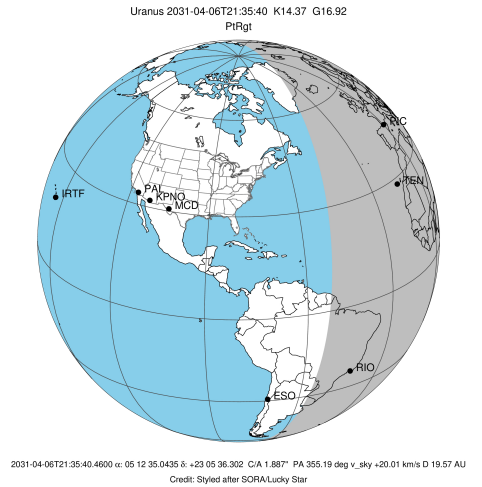 Uranus 2031-04-06T21:35:40 K14.37 G16.92
PtRgt
PIC
TEN
IRTF
PAL
KPNO
MCD
RIO
ESO
2031-04-06T21:35:40.4600 α: 05 12 35.0435 δ: +23 05 36.302 C/A 1.887" PA 355.19 deg v_sky +20.01 km/s D 19.57 AU
Credit: Styled after SORA/Lucky Star